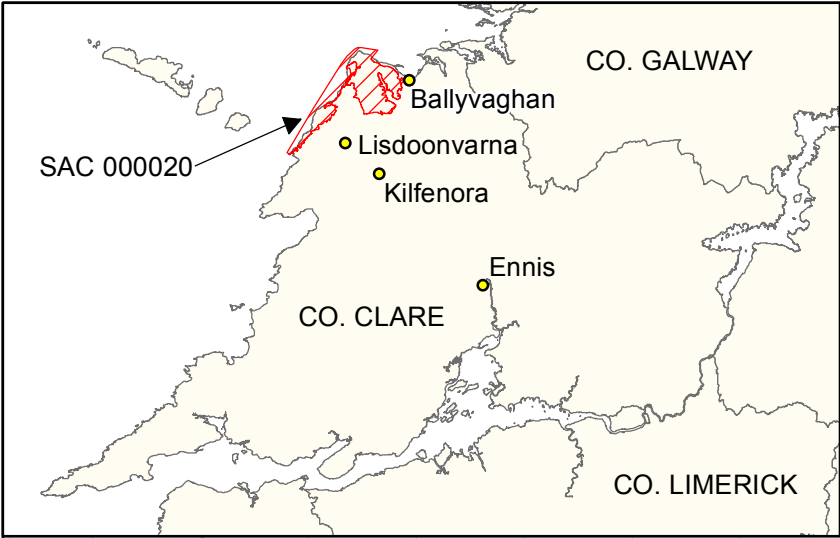 CO. GALWAY
Ballyvaghan
Lisdoonvarna
SAC 000020
Kilfenora
Ennis
CO. CLARE
CO. LIMERICK